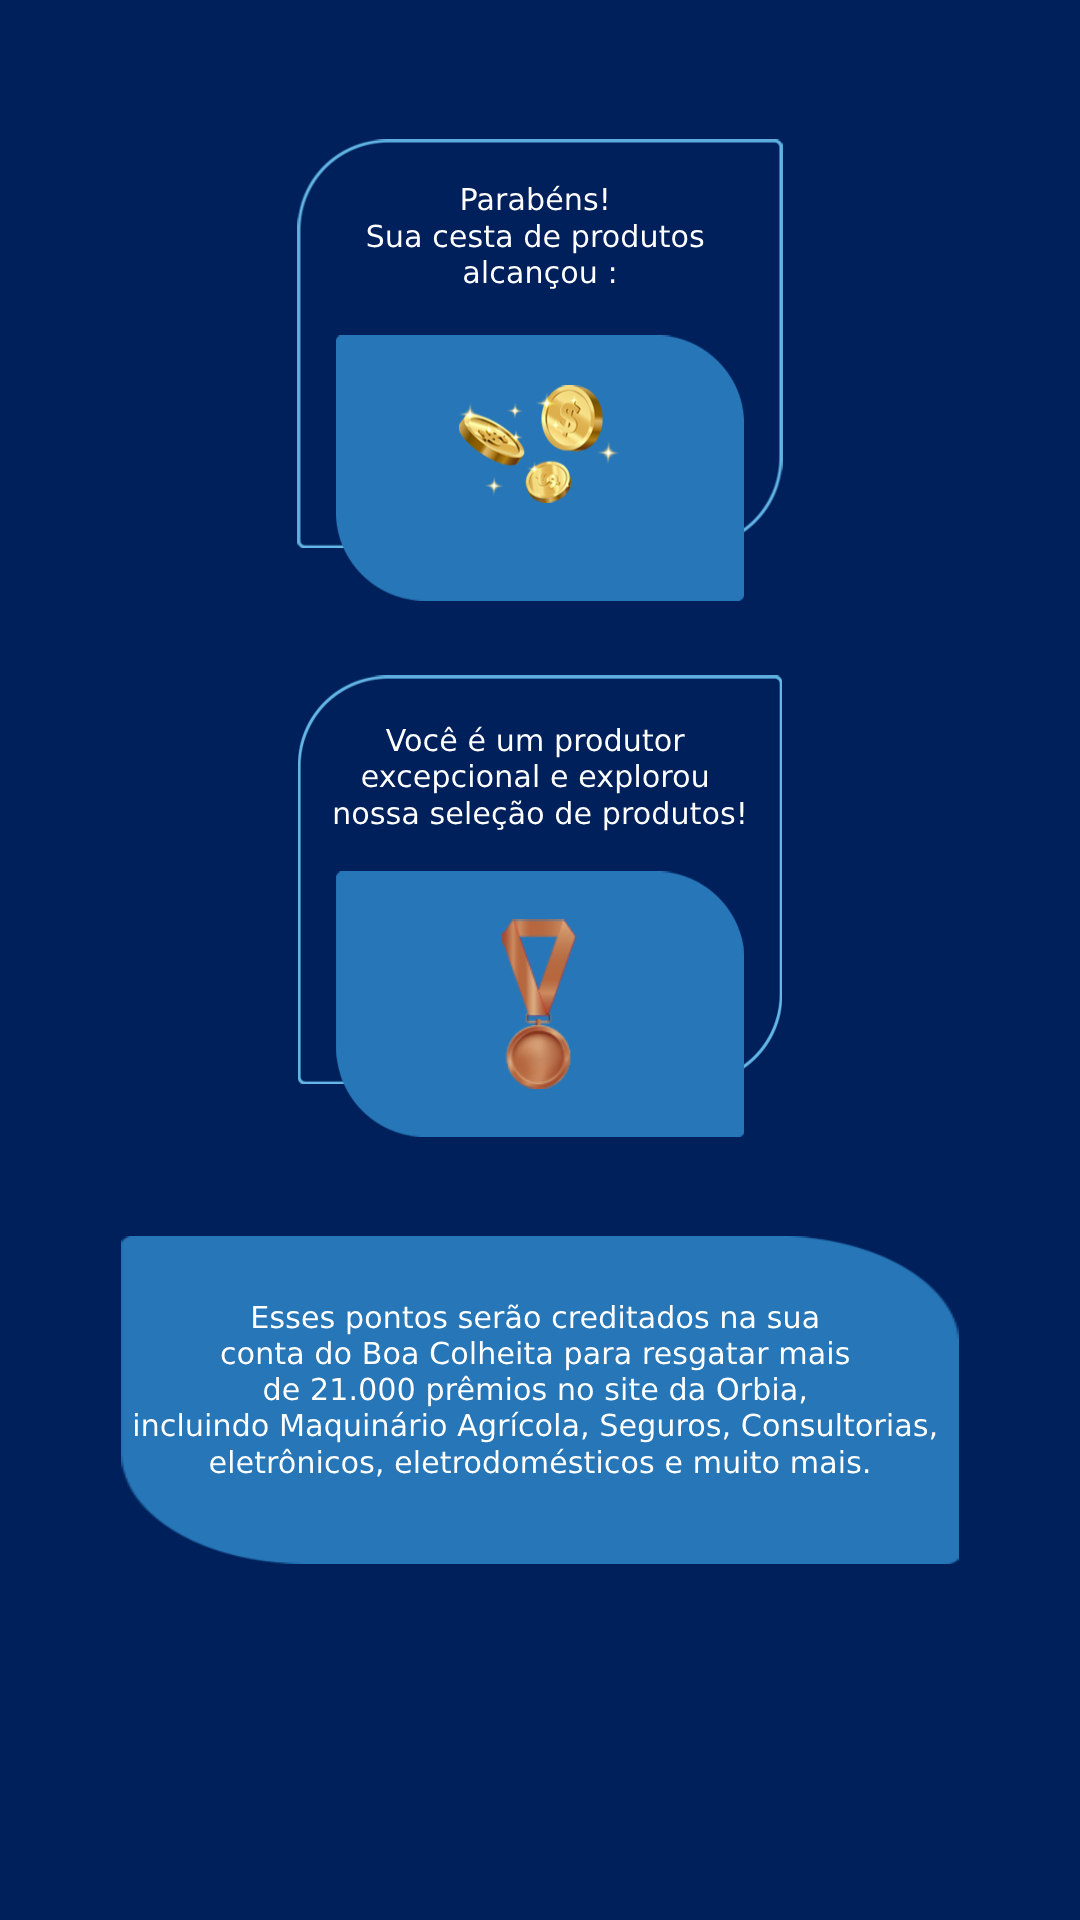 Parabéns!
Sua cesta de produtos
alcançou :
Você é um produtor
excepcional e explorou
nossa seleção de produtos!
Esses pontos serão creditados na sua
conta do Boa Colheita para resgatar mais
de 21.000 prêmios no site da Orbia,
incluindo Maquinário Agrícola, Seguros, Consultorias,
eletrônicos, eletrodomésticos e muito mais.